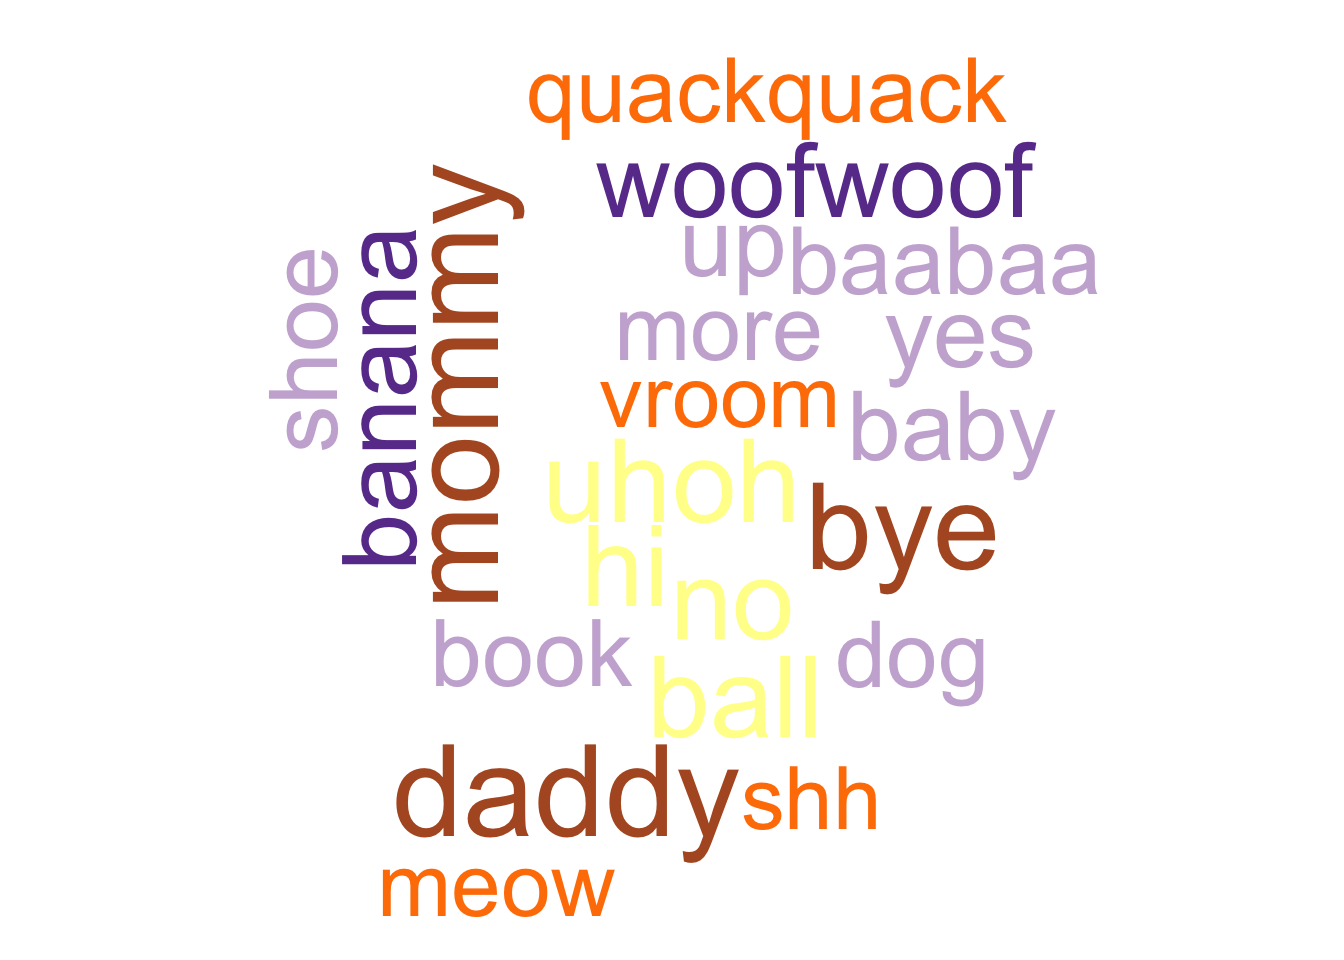 quackquack
woofwoof
up
baabaa
more
yes
vroom
baby
shoe
banana
mommy
uhoh
bye
hi
no
book
dog
ball
daddy
shh
meow